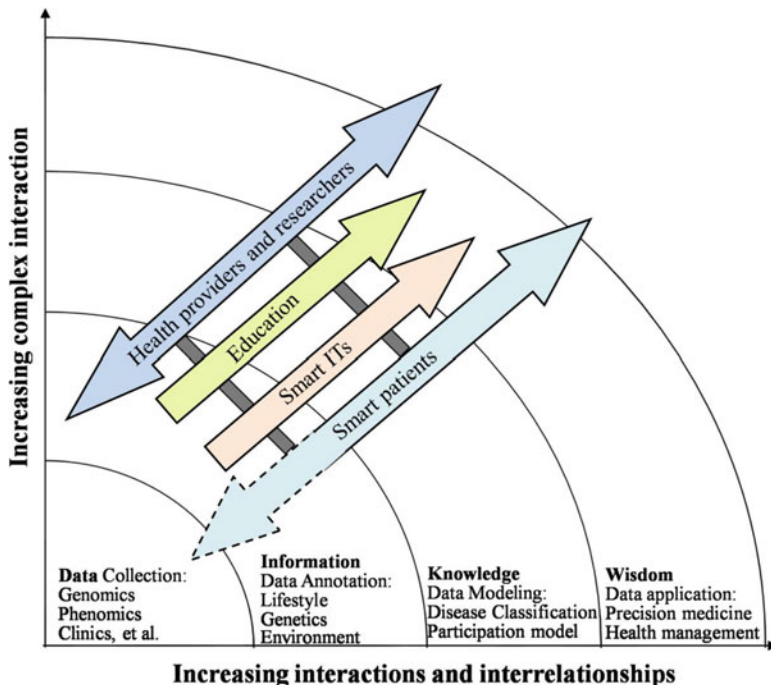 Increasing complex interaction
Health providers and researchers
Education
Smart ITs
Smart patients
Data Collection:
Genomics
Phenomics
Clinics, et al.
Information
Data Annotation:
Lifestyle
Genetics
Environment
Knowledge
Data Modeling:
Disease Classification
Participation model
Wisdom
Data application:
Precision medicine
Health management
Increasing interactions and interrelationships